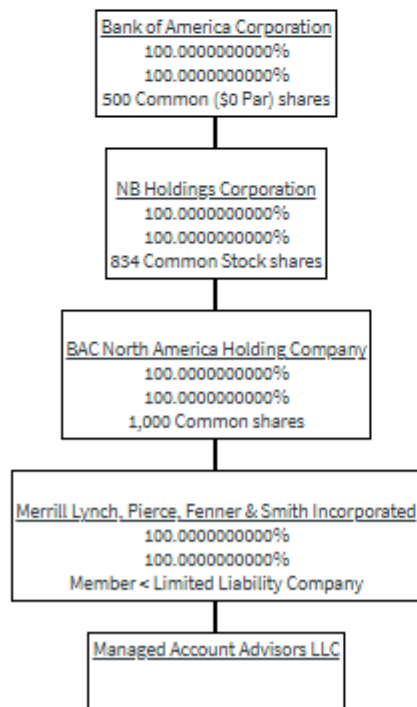 Bank of America Corporation
100.0000000000%
100.0000000000%
500 Common ($0 Par) shares
NB Holdings Corporation
100.0000000000%
100.0000000000%
834 Common Stock shares
BAC North America Holding Company
100.0000000000%
100.0000000000%
1,000 Common shares
Merrill Lynch, Pierce, Fenner & Smith Incorporated
100.0000000000%
100.0000000000%
Member < Limited Liability Company
Managed Account Advisors LLC